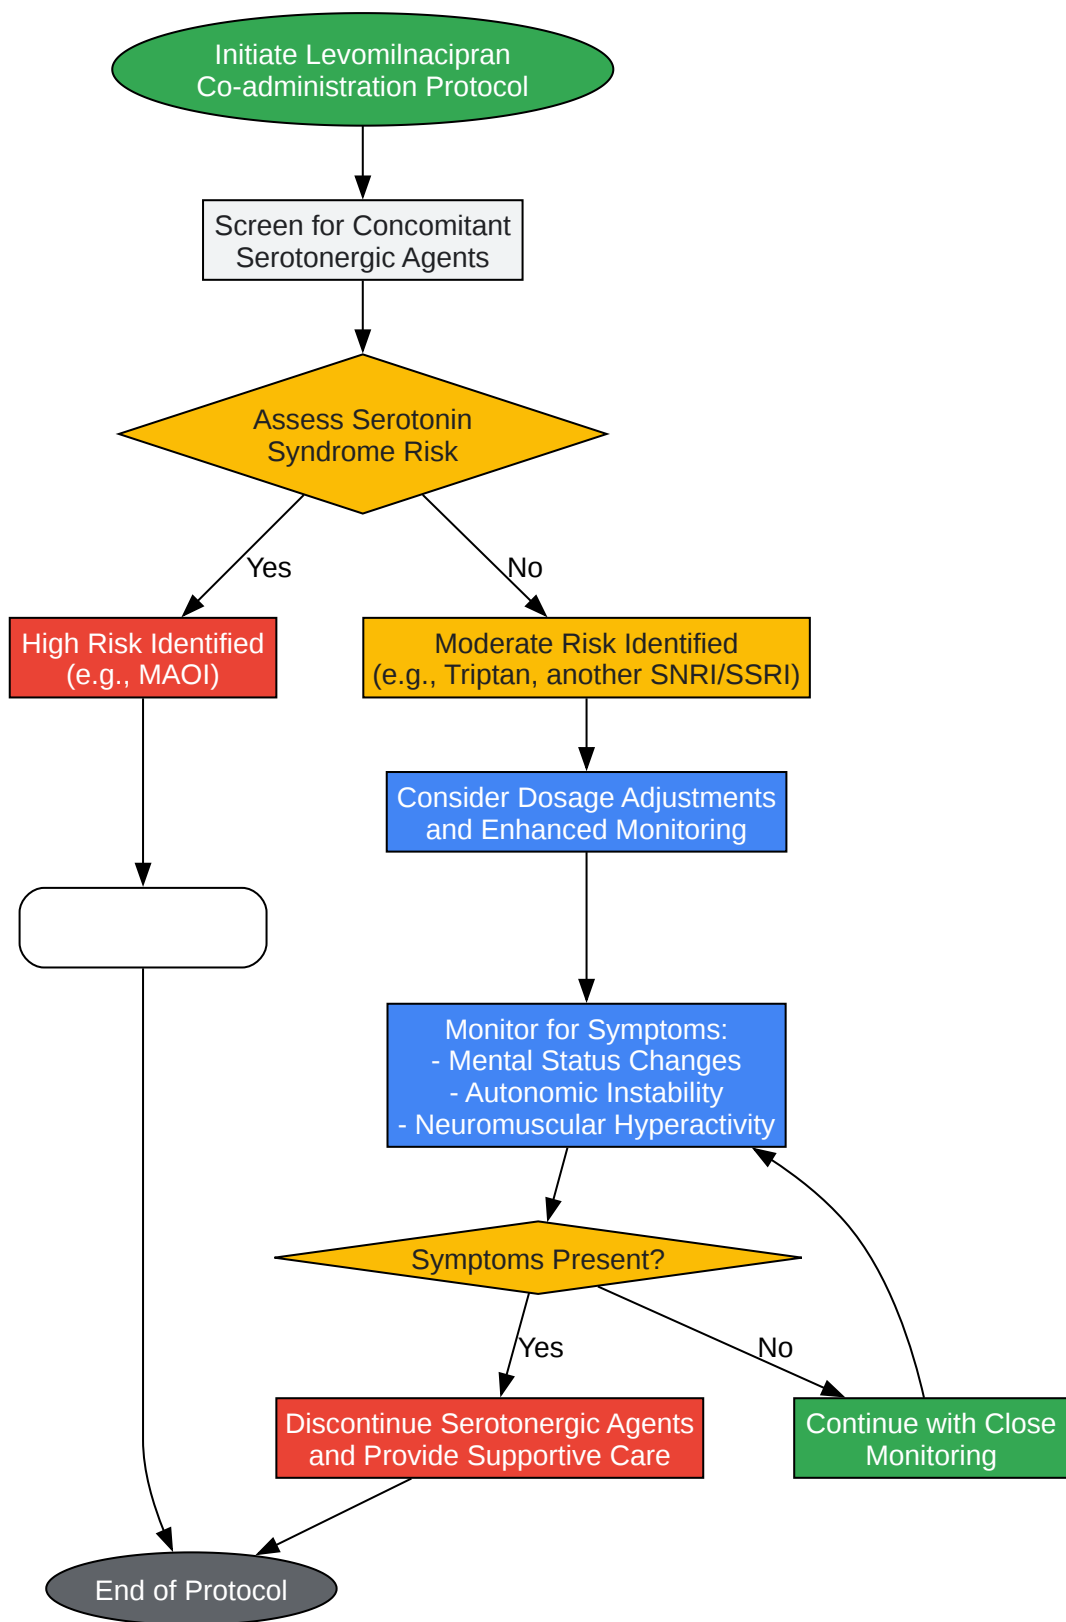 Initiate Levomilnacipran
Co-administration Protocol
Screen for Concomitant
Serotonergic Agents
Assess Serotonin
Syndrome Risk
Yes
No
High Risk Identified
(e.g., MAOI)
Moderate Risk Identified
(e.g., Triptan, another SNRI/SSRI)
Consider Dosage Adjustments
and Enhanced Monitoring
Monitor for Symptoms:
- Mental Status Changes
- Autonomic Instability
- Neuromuscular Hyperactivity
Symptoms Present?
Yes
No
Discontinue Serotonergic Agents
and Provide Supportive Care
Continue with Close
Monitoring
End of Protocol